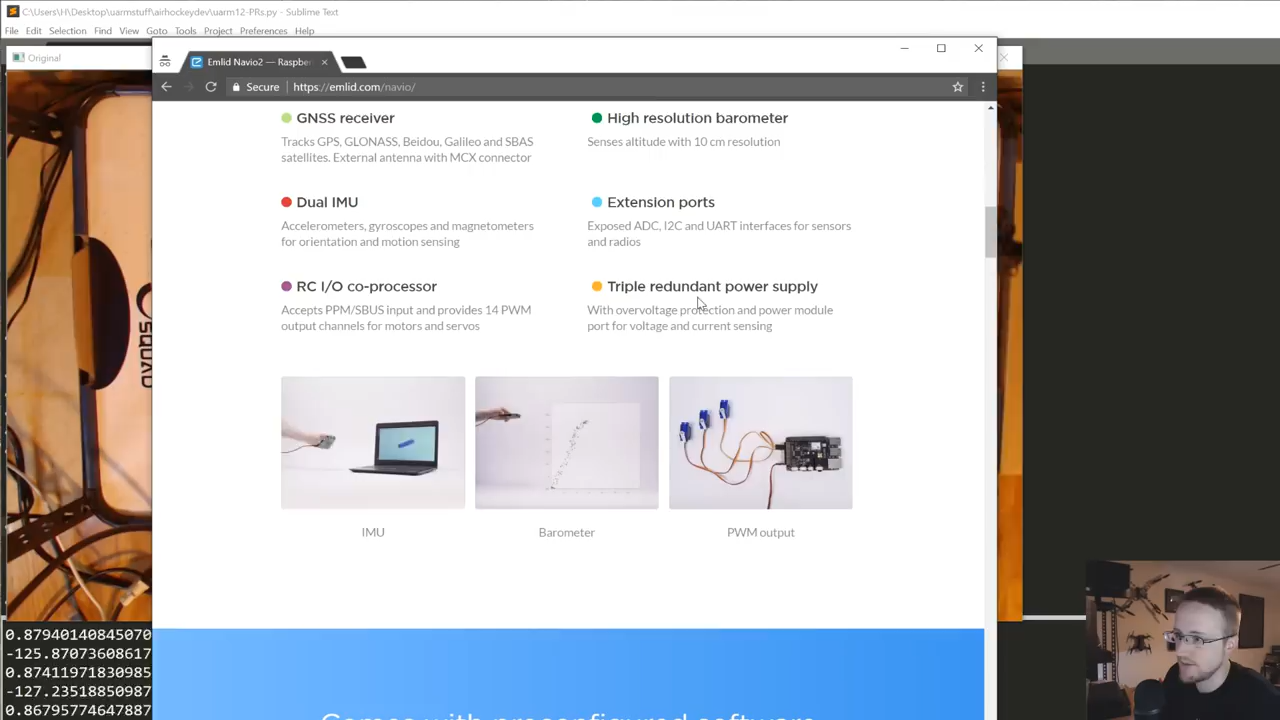 C:\Users\H\Desktop\uarmstuff\airhockeydev\uarm12-PRs.py - Sublime Text
File Edit Selection Find View Goto Tools Project Preferences Help
Original
Emlid Navio2 — Raspber
Secure https://emlid.com/navio/
GNSS receiver
Tracks GPS, GLONASS, Beidou, Galileo and SBAS
satellites. External antenna with MCX connector
High resolution barometer
Senses altitude with 10 cm resolution
Dual IMU
Accelerometers, gyroscopes and magnetometers
for orientation and motion sensing
Extension ports
Exposed ADC, I2C and UART interfaces for sensors
and radios
RC I/O co-processor
Accepts PPM/SBUS input and provides 14 PWM
output channels for motors and servos
Triple redundant power supply
With overvoltage protection and power module
port for voltage and current sensing
IMU
Barometer
PWM output
Comes with preconfigured software
SQUAD
0.87940140845070
-125.87073608617
0.87411971830985
-127.23518850987
0.86795774647887